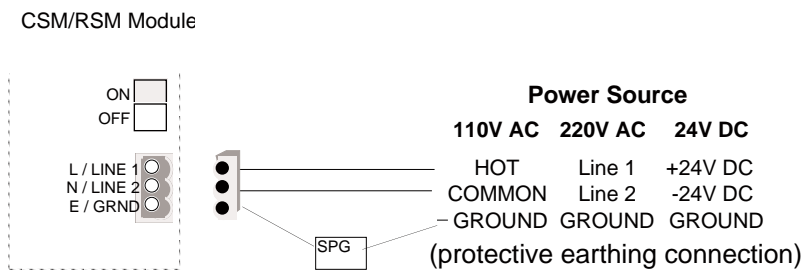 CSM/RSM Module
ON
OFF
L / LINE 1
N / LINE 2
E / GRND
SPG
Power Source
110V AC 220V AC 24V DC
HOT Line 1 +24V DC
COMMON Line 2 -24V DC
GROUND GROUND GROUND
(protective earthing connection)